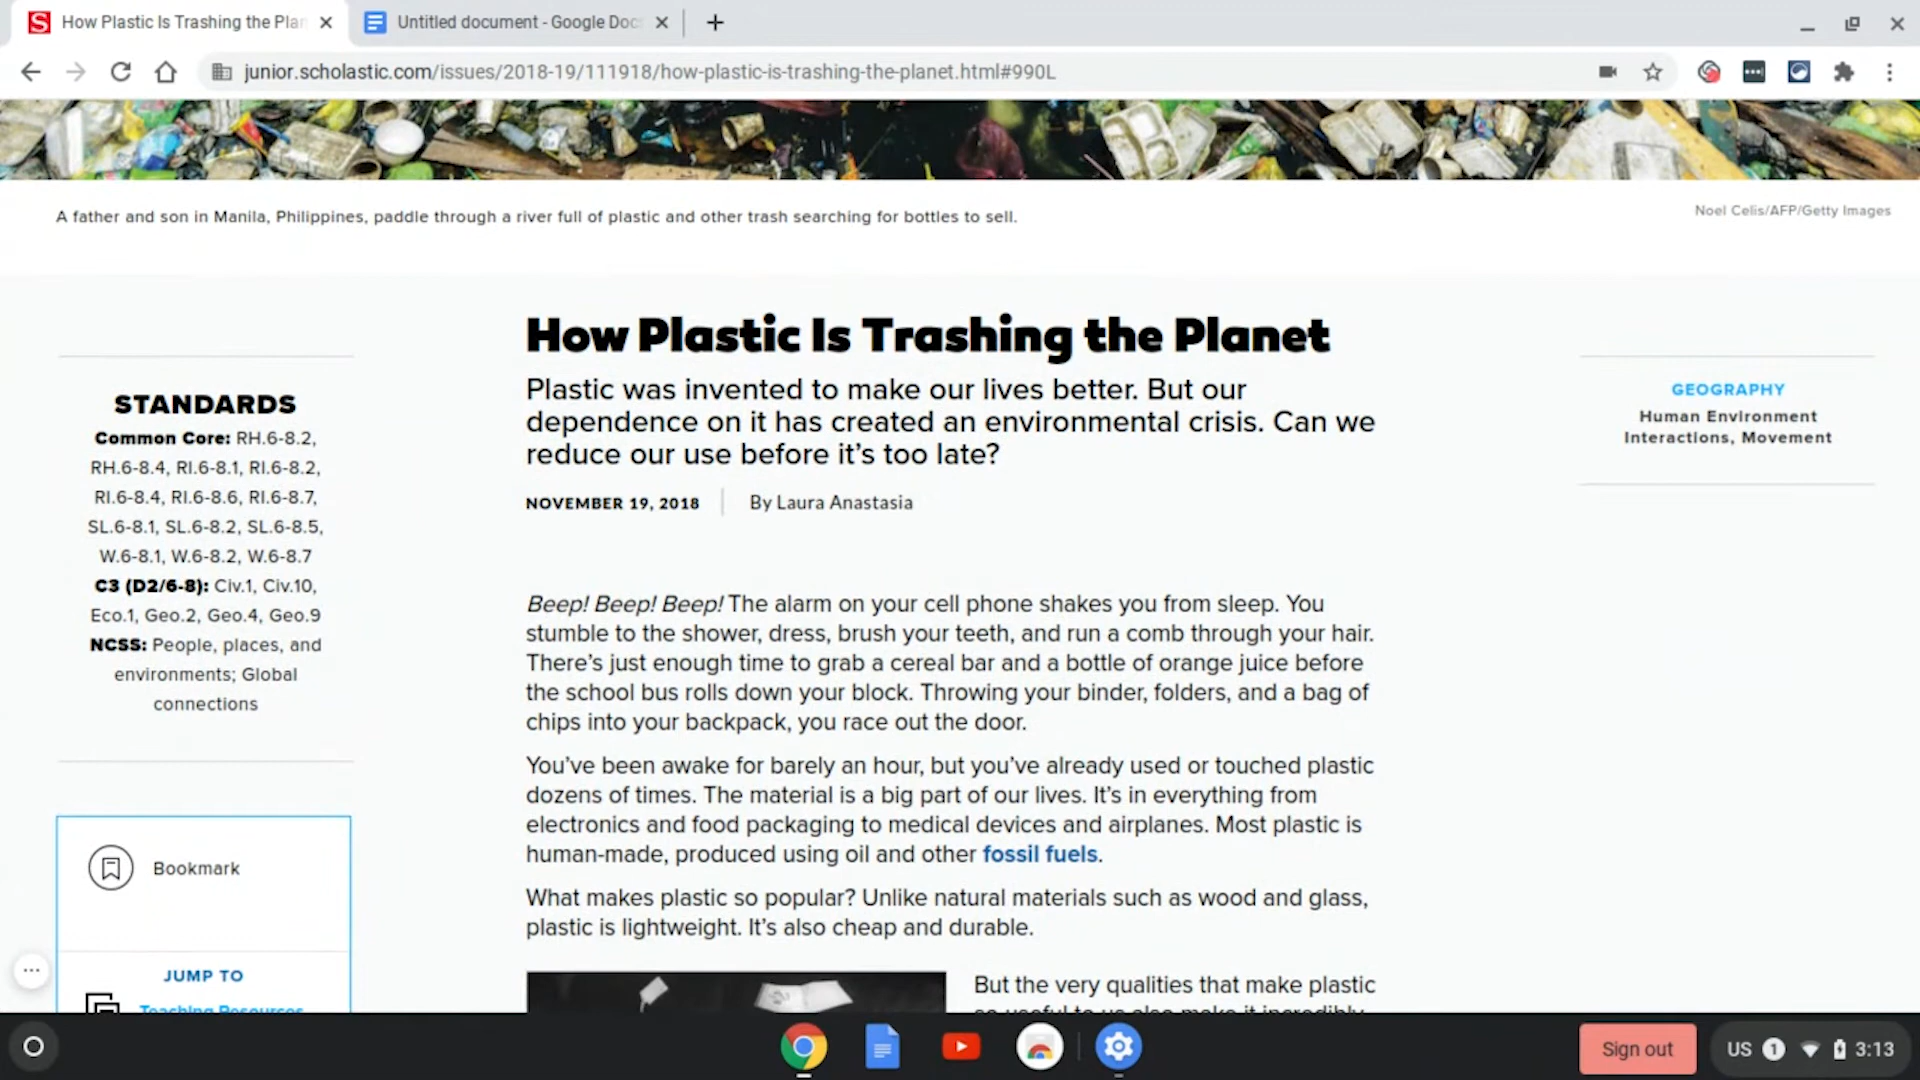 How Plastic Is Trashing the Plan
Untitled document - Google Doc
junior.scholastic.com/issues/2018-19/111918/how-plastic-is-trashing-the-planet.html#990L
A father and son in Manila, Philippines, paddle through a river full of plastic and other trash searching for bottles to sell.
Noel Celis/AFP/Getty Images
STANDARDS
Common Core: RH.6-8.2,
RH.6-8.4, RI.6-8.1, RI.6-8.2,
RI.6-8.4, RI.6-8.6, RI.6-8.7,
SL.6-8.1, SL.6-8.2, SL.6-8.5,
W.6-8.1, W.6-8.2, W.6-8.7
C3 (D2/6-8): Civ.1, Civ.10,
Eco.1, Geo.2, Geo.4, Geo.9
NCSS: People, places, and
environments; Global
connections
Bookmark
JUMP TO
Teaching Resources
How Plastic Is Trashing the Planet
Plastic was invented to make our lives better. But our
dependence on it has created an environmental crisis. Can we
reduce our use before it's too late?
NOVEMBER 19, 2018 | By Laura Anastasia
Beep! Beep! Beep! The alarm on your cell phone shakes you from sleep. You
stumble to the shower, dress, brush your teeth, and run a comb through your hair.
There's just enough time to grab a cereal bar and a bottle of orange juice before
the school bus rolls down your block. Throwing your binder, folders, and a bag of
chips into your backpack, you race out the door.
You've been awake for barely an hour, but you've already used or touched plastic
dozens of times. The material is a big part of our lives. It's in everything from
electronics and food packaging to medical devices and airplanes. Most plastic is
human-made, produced using oil and other fossil fuels.
What makes plastic so popular? Unlike natural materials such as wood and glass,
plastic is lightweight. It's also cheap and durable.
But the very qualities that make plastic
so useful to us also make it incredibly
GEOGRAPHY
Human Environment
Interactions, Movement
Sign out
US 1 3:13